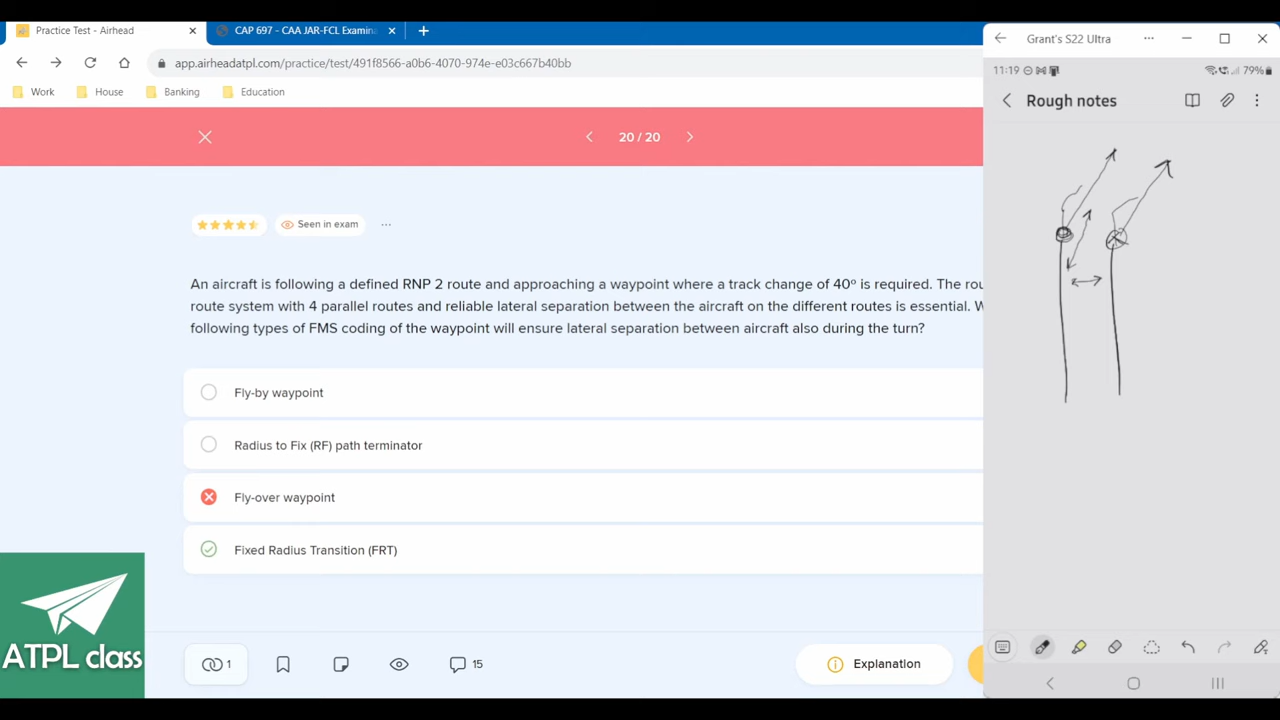 Practice Test - Airhead
CAP 697 - CAA JAR-FCL Examina
Grant's S22 Ultra
app.airheadatpl.com/practice/test/491f8566-a0b6-4070-974e-e03c667b40bb
11:19
79%
Work
House
Banking
Education
Rough notes
20 / 20
Seen in exam
An aircraft is following a defined RNP 2 route and approaching a waypoint where a track change of 40º is required. The rou
route system with 4 parallel routes and reliable lateral separation between the aircraft on the different routes is essential. W
following types of FMS coding of the waypoint will ensure lateral separation between aircraft also during the turn?
Fly-by waypoint
Radius to Fix (RF) path terminator
Fly-over waypoint
Fixed Radius Transition (FRT)
ATPL class
1
15
Explanation